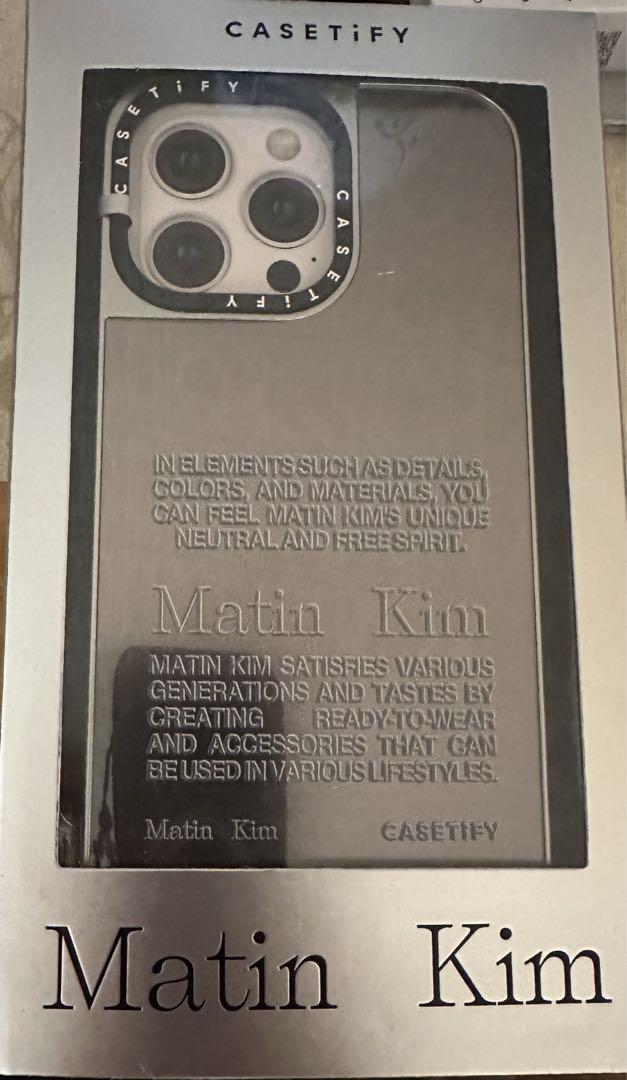 CASETiFY
CASETiFY
CASETiFY
IN ELEMENTS SUCH AS DETAILS,
COLORS, AND MATERIALS, YOU
CAN FEEL MATIN KIM'S UNIQUE
NEUTRAL AND FREE SPIRIT.
Matin Kim
MATIN KIM SATISFIES VARIOUS
GENERATIONS AND TASTES BY
CREATING READY-TO-WEAR
AND ACCESSORIES THAT CAN
BE USED IN VARIOUS LIFESTYLES.
Matin Kim CASETIFY
Matin Kim